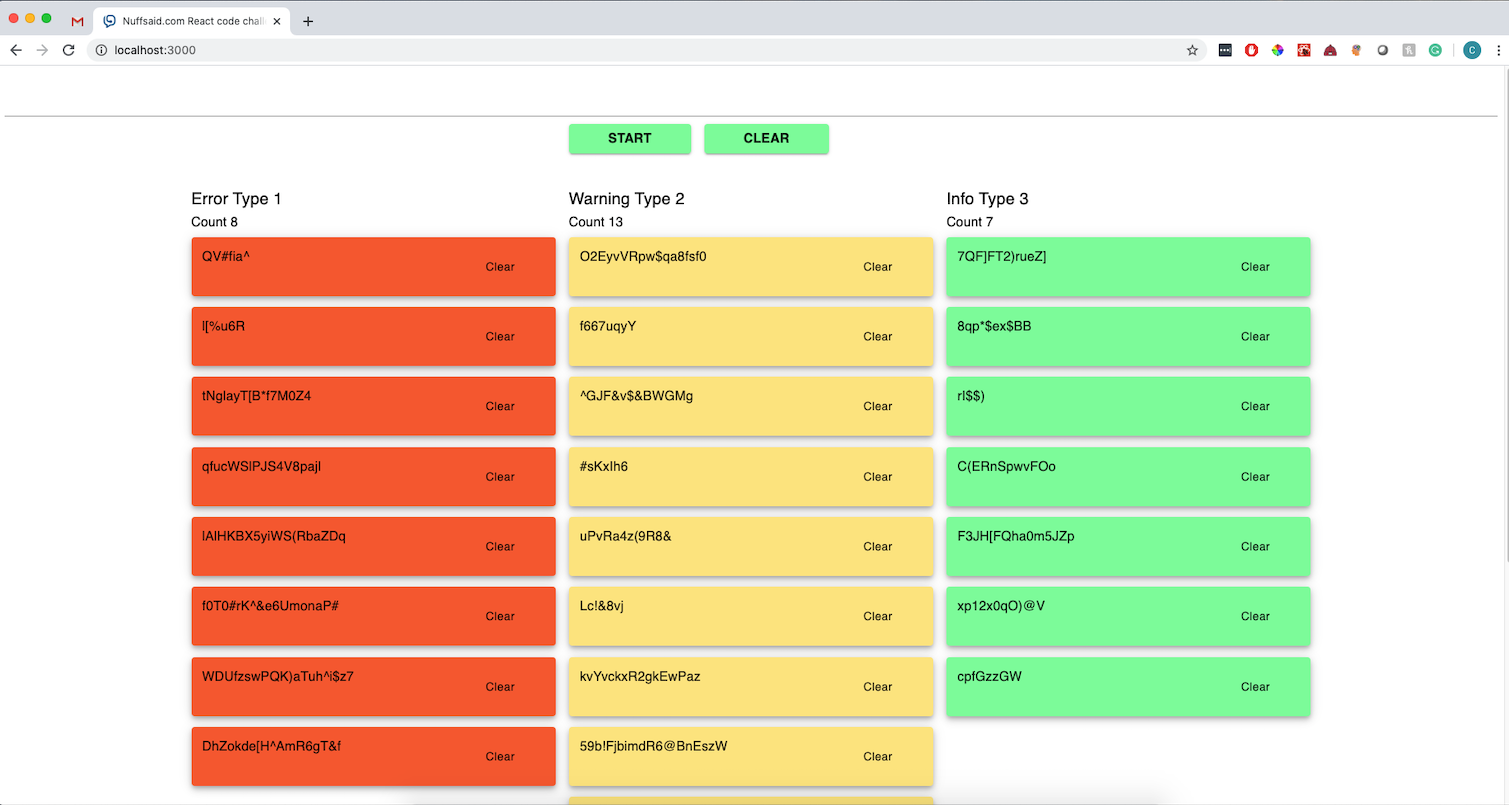 Nuffsaid.com React code chall
localhost:3000
C
START
CLEAR
Error Type 1
Count 8
QV#fia^
Clear
l[%u6R
Clear
tNglayT[B*f7M0Z4
Clear
qfucWSlPJS4V8pajl
Clear
lAlHKBX5yiWS(RbaZDq
Clear
f0T0#rK^&e6UmonaP#
Clear
WDUfzswPQK)aTuh^i$z7
Clear
DhZokde[H^AmR6gT&f
Clear
Warning Type 2
Count 13
O2EyvVRpw$qa8fsf0
Clear
f667uqyY
Clear
^GJF&v$&BWGMg
Clear
#sKxIh6
Clear
uPvRa4z(9R8&
Clear
Lc!&8vj
Clear
kvYvckxR2gkEwPaz
Clear
59b!FjbimdR6@BnEszW
Clear
Info Type 3
Count 7
7QF]FT2)rueZ]
Clear
8qp*$ex$BB
Clear
rI$$)
Clear
C(ERnSpwvFOo
Clear
F3JH[FQha0m5JZp
Clear
xp12x0qO)@V
Clear
cpfGzzGW
Clear